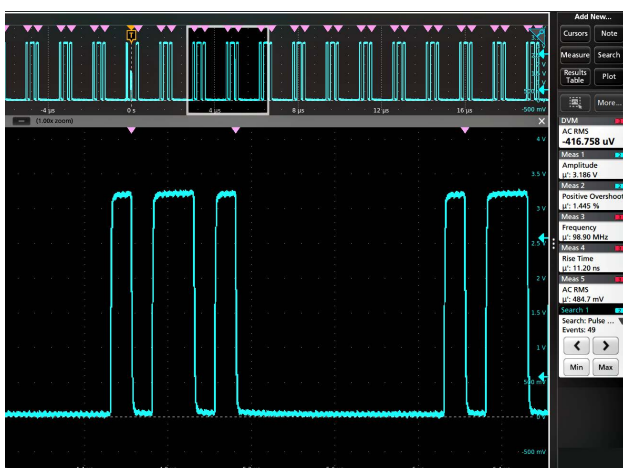 Add New...
Cursors
Note
Measure
Search
Results Table
Plot
More...
T
-4 µs
0 s
4 µs
8 µs
12 µs
16 µs
-500 mV
(1.00x zoom)
4 V
3.5 V
3 V
2.5
2 V
1.5 V
1 V
500 mV
0 V
-500 mV
DVM
AC RMS
-416.758 uV
Meas 1
Amplitude
µ': 3.186 V
Meas 2
Positive Overshoot
µ': 1.445 %
Meas 3
Frequency
µ': 98.90 MHz
Meas 4
Rise Time
µ': 11.20 ns
Meas 5
AC RMS
µ': 484.7 mV
Search 1
Search: Pulse ...
Events: 49
Min
Max